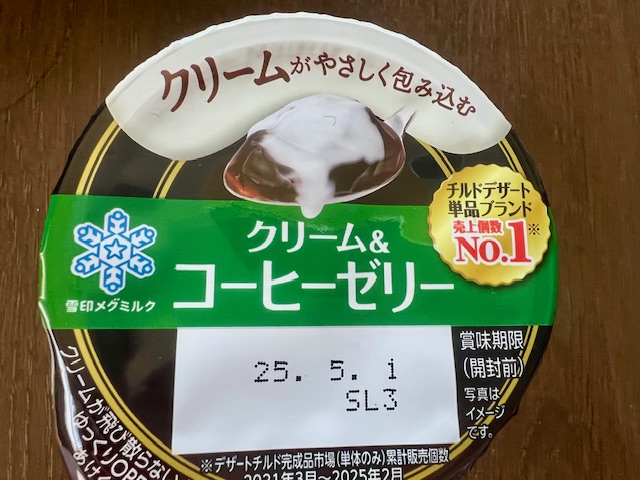 クリームがやさしく包み込む
チルドデザート
単品ブランド
売上個数
No.1※
クリーム&
コーヒーゼリー
雪印メグミルク
賞味期限
(開封前)
25. 5. 1
SL3
写真は
イメージ
です。
クリームが飛び散らない
ゆっくりOPE
あけ
※デザートチルド完成品市場(単体のみ)累計販売個数
2021年3月~2025年2月